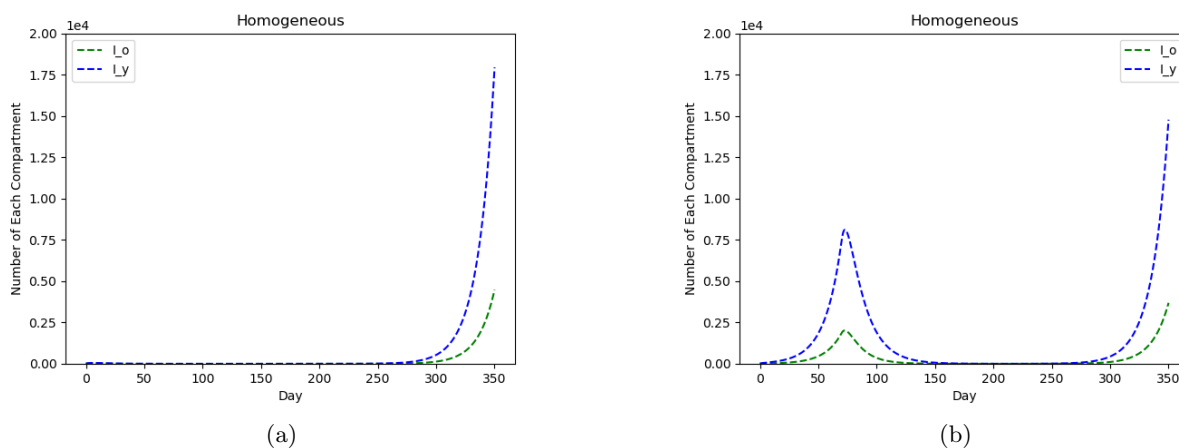 Homogeneous
1e4
2.00
1.75
1.50
1.25
1.00
0.75
0.50
0.25
0.00
Number of Each Compartment
I_o
I_y
0 50 100 150 200 250 300 350
Day
(a)
Homogeneous
1e4
2.00
1.75
1.50
1.25
1.00
0.75
0.50
0.25
0.00
Number of Each Compartment
I_o
I_y
0 50 100 150 200 250 300 350
Day
(b)